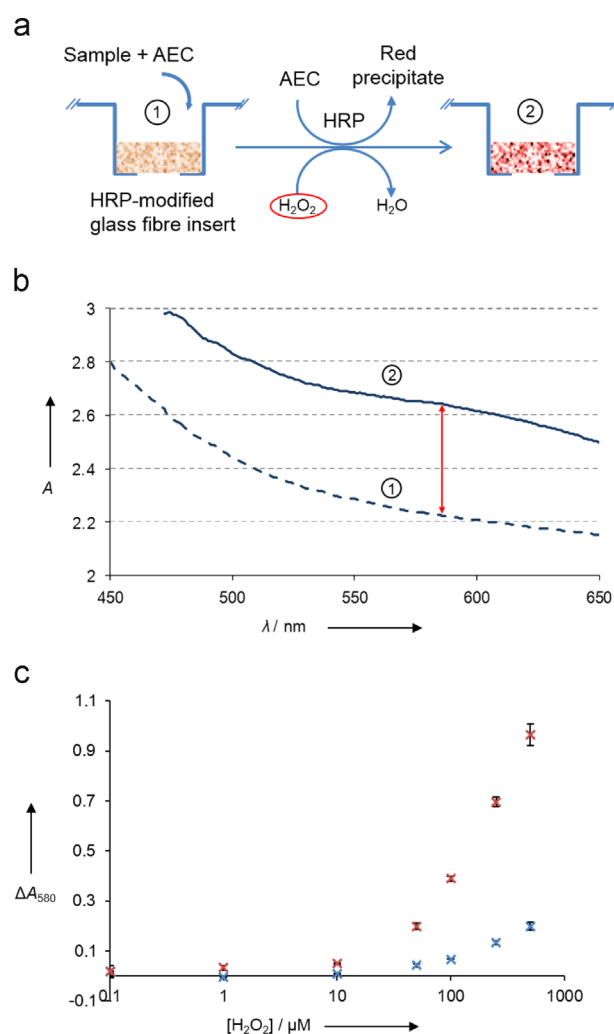 a
Sample + AEC
1
HRP-modified
glass fibre insert
AEC
Red
precipitate
HRP
H₂O₂
H₂O
2
b
3
2.8
2.6
2.4
2.2
2
A
2
1
450
500
550
600
650
λ / nm
c
1.1
0.9
0.7
0.5
0.3
0.1
-0.1
ΔA₅₈₀
0.1
1
10
100
1000
[H₂O₂] / µM